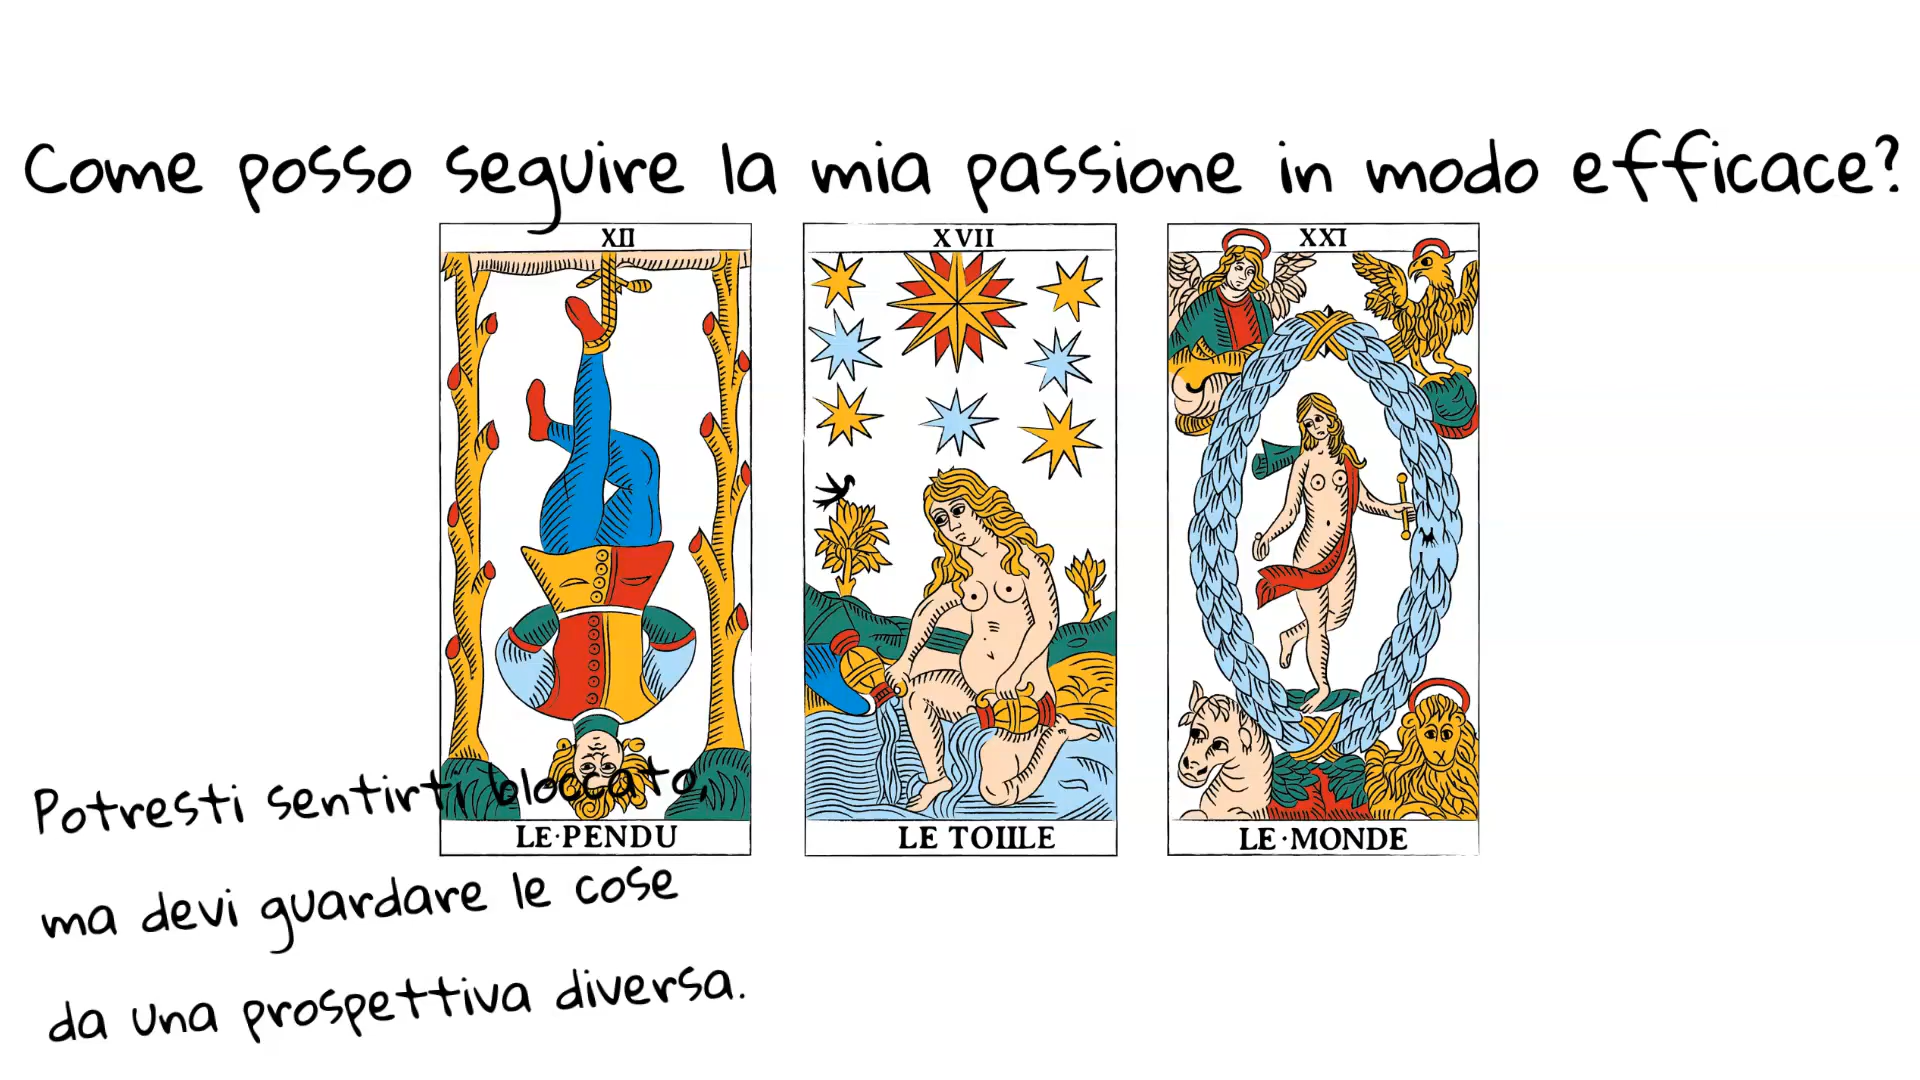 Come posso seguire la mia passione in modo efficace?
XII
XVII
XXI
LE·PENDU
LE TOIILE
LE·MONDE
Potresti sentirti bloccato,
ma devi guardare le cose
da una prospettiva diversa.